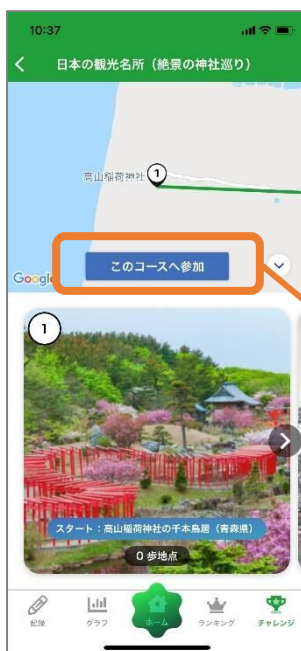 10:37
日本の観光名所（絶景の神社巡り）
高山稲荷神社
1
このコースへ参加
Google
1
スタート：高山稲荷神社の千本鳥居（青森県）
0 歩地点
記録
グラフ
ホーム
ランキング
チャレンジ